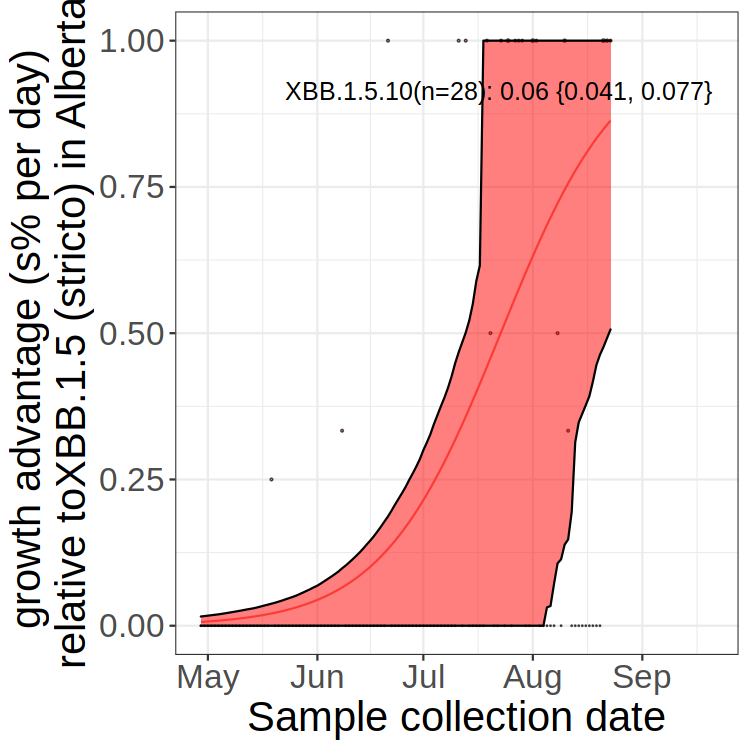 growth advantage (s% per day)
relative toXBB.1.5 (stricto) in Alberta
1.00
0.75
0.50
0.25
0.00
XBB.1.5.10(n=28): 0.06 {0.041, 0.077}
May Jun Jul Aug Sep
Sample collection date